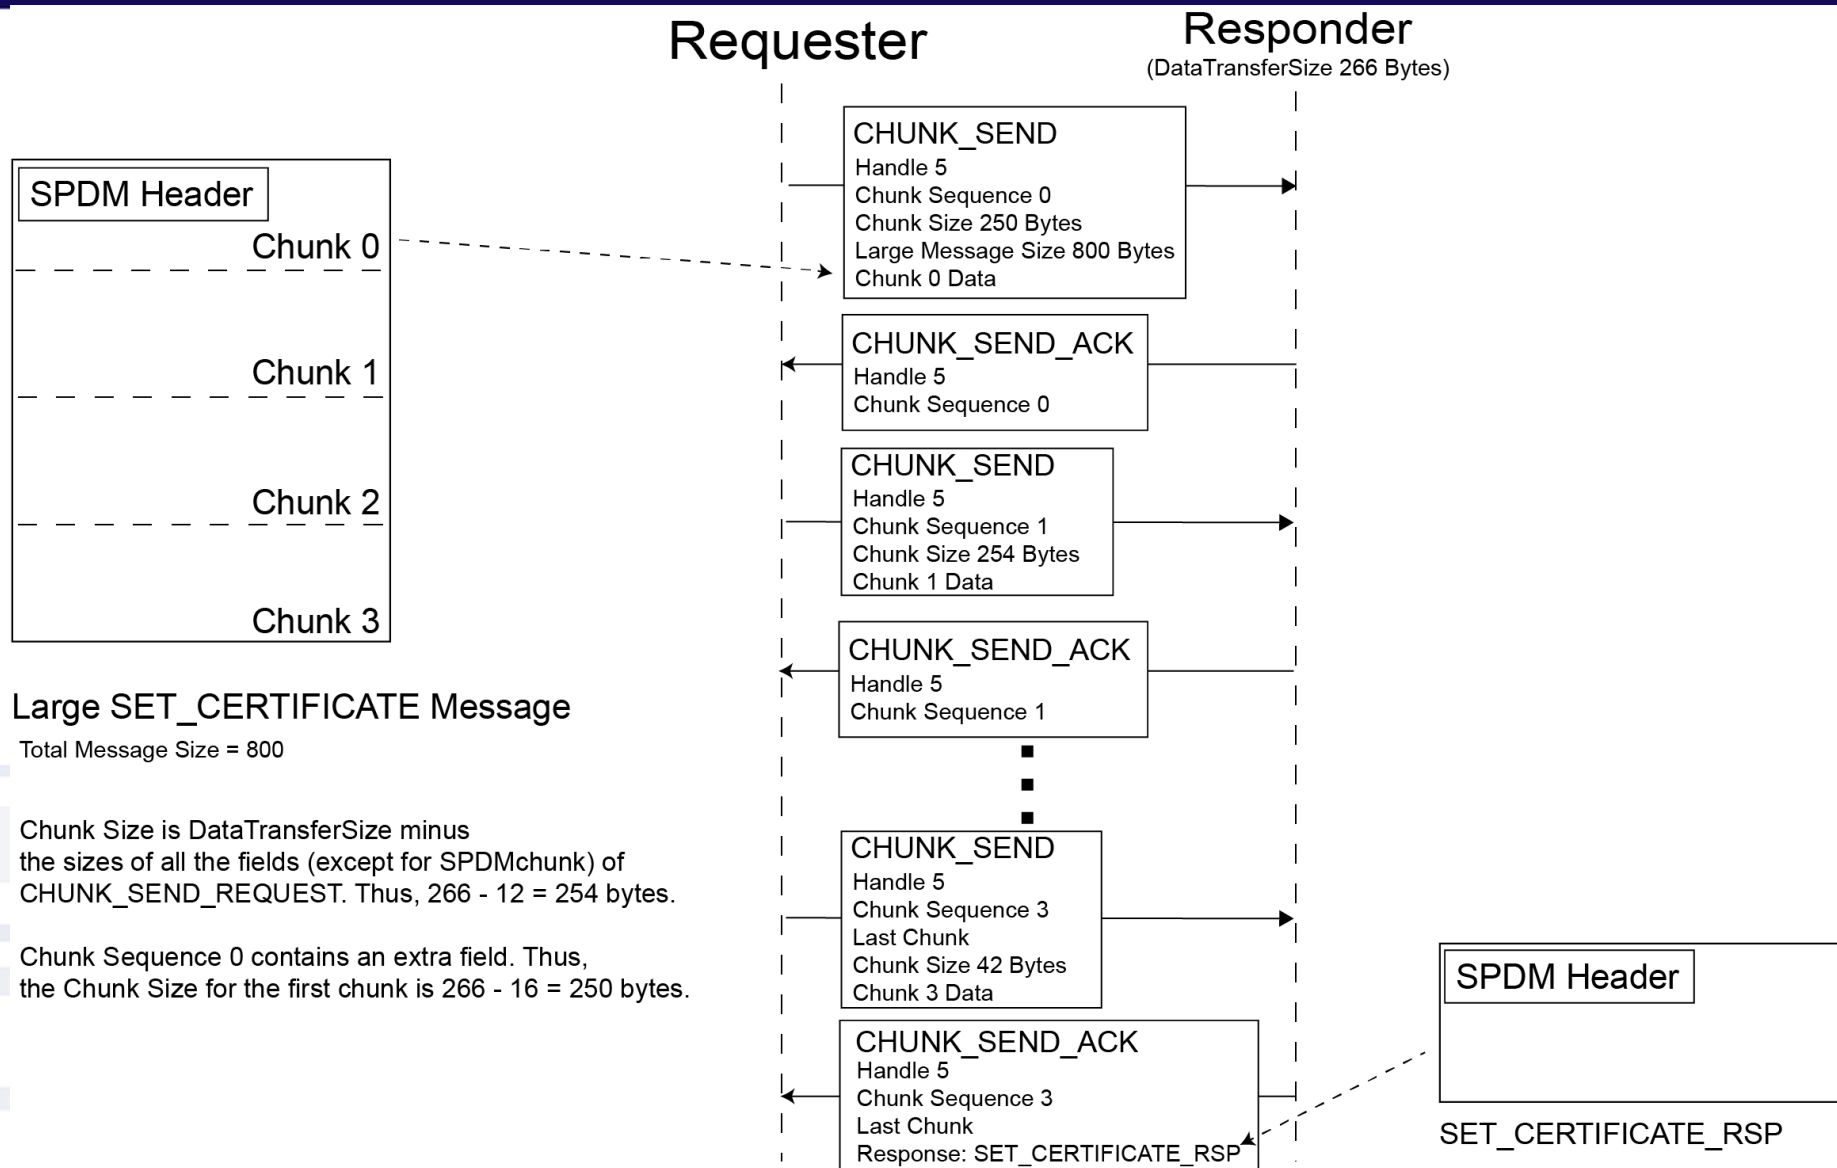 Requester
Responder
(DataTransferSize 266 Bytes)
SPDM Header
Chunk 0
Chunk 1
Chunk 2
Chunk 3
Large SET_CERTIFICATE Message
Total Message Size = 800
Chunk Size is DataTransferSize minus
the sizes of all the fields (except for SPDMchunk) of
CHUNK_SEND_REQUEST. Thus, 266 - 12 = 254 bytes.
Chunk Sequence 0 contains an extra field. Thus,
the Chunk Size for the first chunk is 266 - 16 = 250 bytes.
CHUNK_SEND
Handle 5
Chunk Sequence 0
Chunk Size 250 Bytes
Large Message Size 800 Bytes
Chunk 0 Data
CHUNK_SEND_ACK
Handle 5
Chunk Sequence 0
CHUNK_SEND
Handle 5
Chunk Sequence 1
Chunk Size 254 Bytes
Chunk 1 Data
CHUNK_SEND_ACK
Handle 5
Chunk Sequence 1
CHUNK_SEND
Handle 5
Chunk Sequence 3
Last Chunk
Chunk Size 42 Bytes
Chunk 3 Data
CHUNK_SEND_ACK
Handle 5
Chunk Sequence 3
Last Chunk
Response: SET_CERTIFICATE_RSP
SPDM Header
SET_CERTIFICATE_RSP